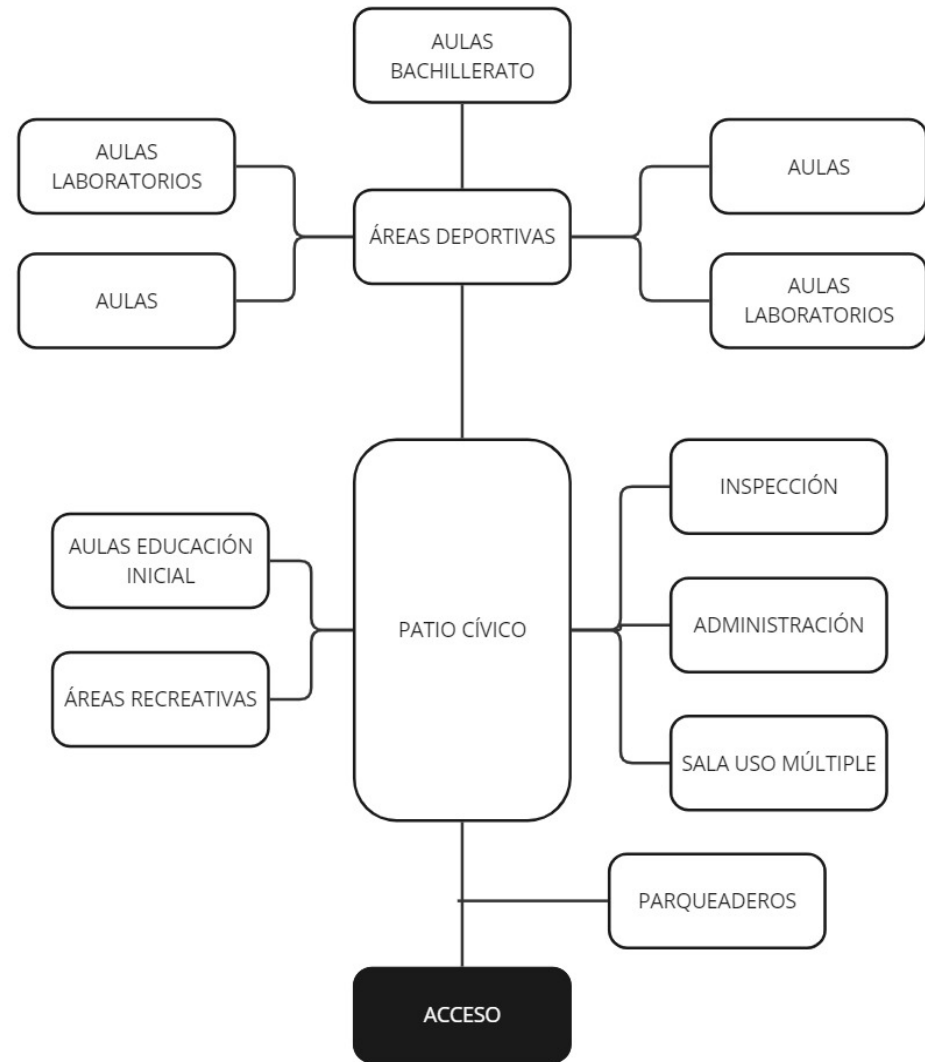 AULAS
BACHILLERATO
AULAS
LABORATORIOS
AULAS
ÁREAS DEPORTIVAS
AULAS
AULAS
LABORATORIOS
INSPECCIÓN
AULAS EDUCACIÓN
INICIAL
PATIO CÍVICO
ADMINISTRACIÓN
ÁREAS RECREATIVAS
SALA USO MÚLTIPLE
PARQUEADEROS
ACCESO